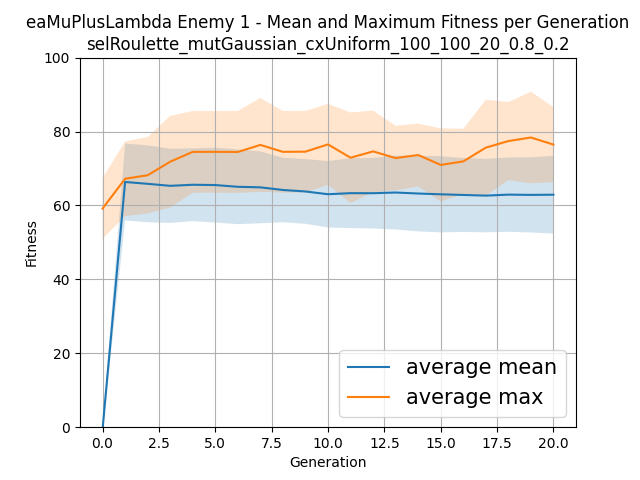 eaMuPlusLambda Enemy 1 - Mean and Maximum Fitness per Generation
selRoulette_mutGaussian_cxUniform_100_100_20_0.8_0.2
100
80
60
40
20
0
Fitness
average mean
average max
0.0 2.5 5.0 7.5 10.0 12.5 15.0 17.5 20.0
Generation